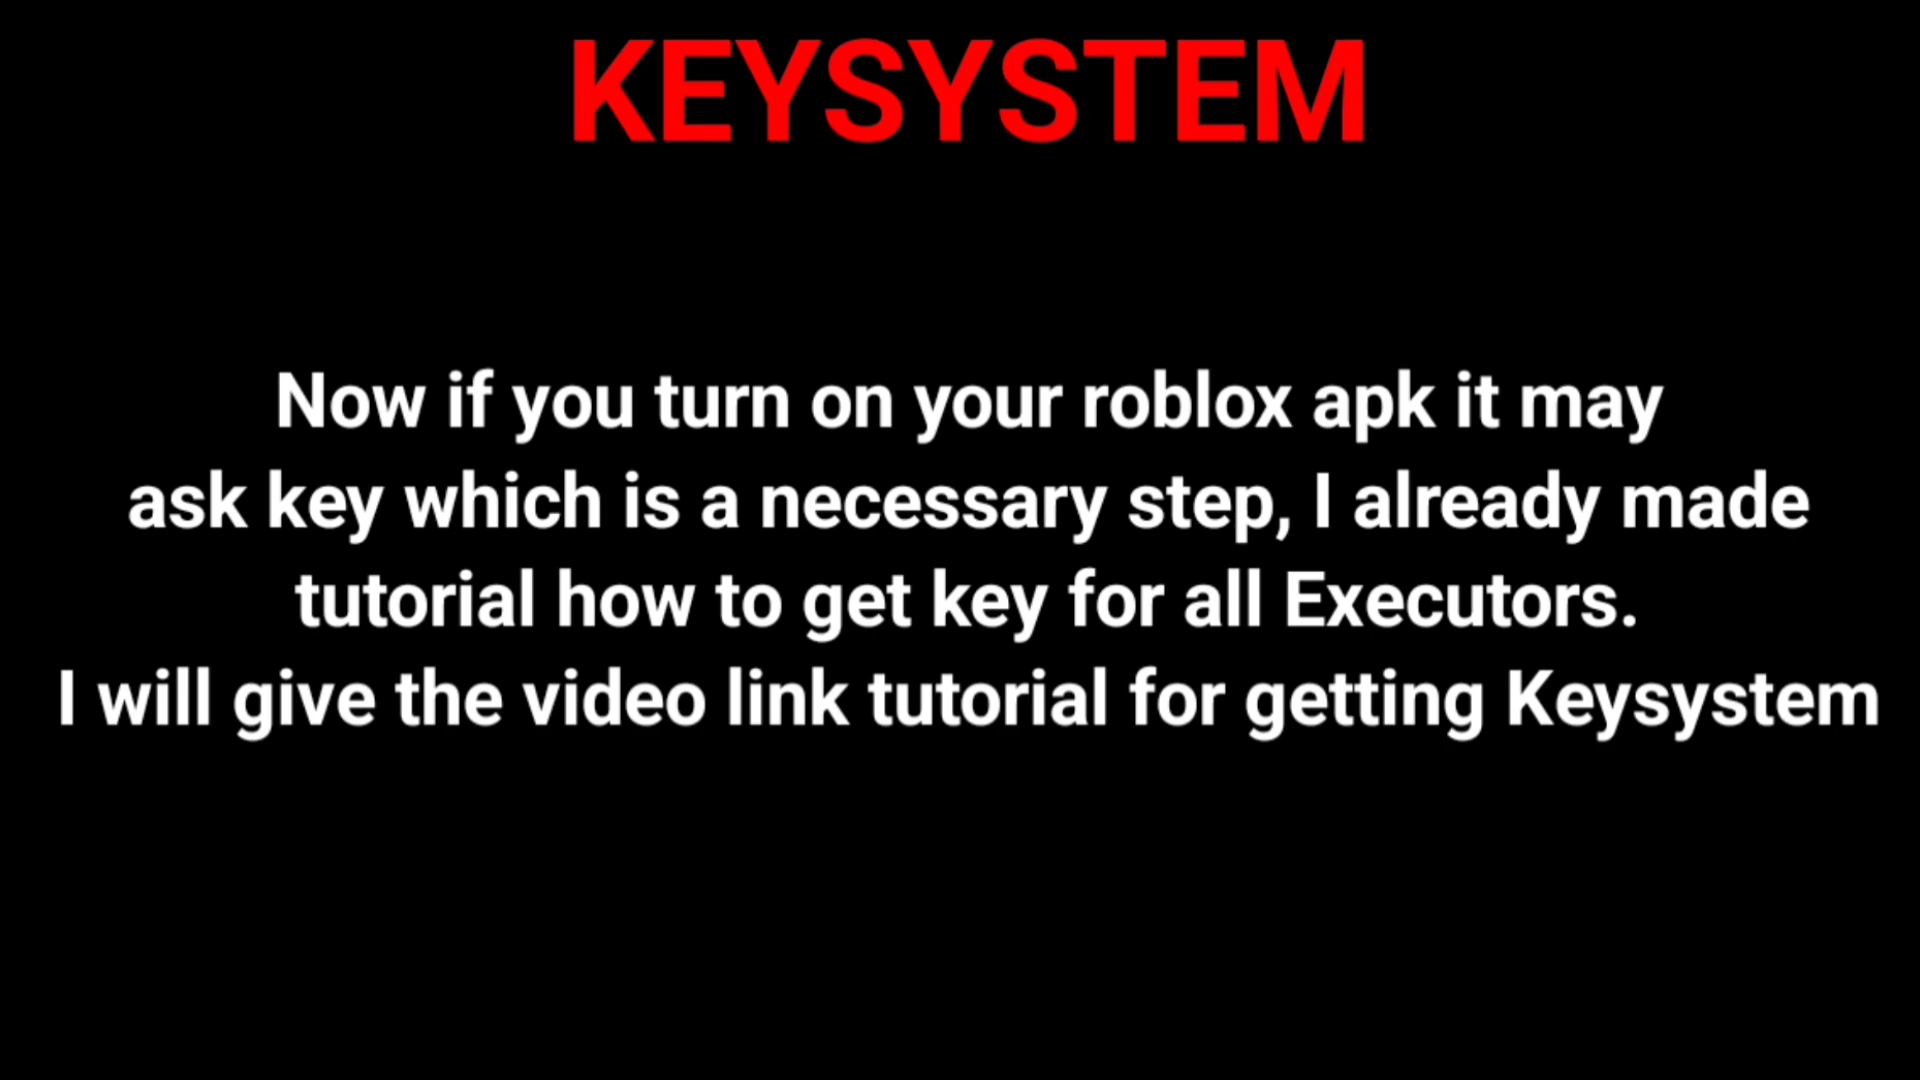 KEYSYSTEM
Now if you turn on your roblox apk it may
ask key which is a necessary step, I already made
tutorial how to get key for all Executors.
I will give the video link tutorial for getting Keysystem